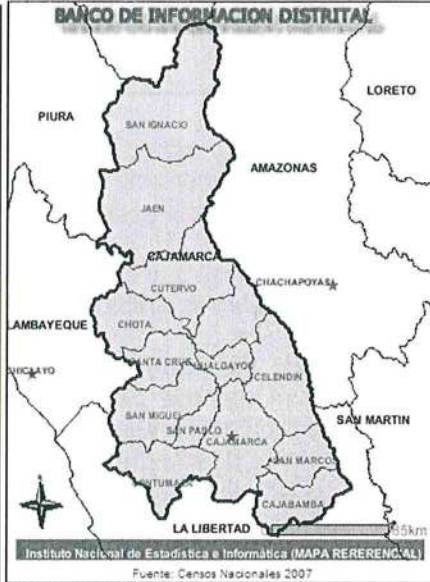 BANCO DE INFORMACION DISTRITAL
LORETO
PIURA
SAN IGNACIO
AMAZONAS
JAEN
CAJAMARCA
CHACHAPOYAS
CUTERVO
LAMBAYEQUE
CHOTA
SANTA CRUZ
HUALGAYOC
CHICLAYO
CELENDIN
SAN MIGUEL
SAN MARTIN
SAN PABLO
CAJAMARCA
SAN MARCOS
CONTUMAZA
CAJABAMBA
LA LIBERTAD
65km
Instituto Nacional de Estadística e Informática (MAPA RERERENCIAL)
Fuente: Censos Nacionales 2007